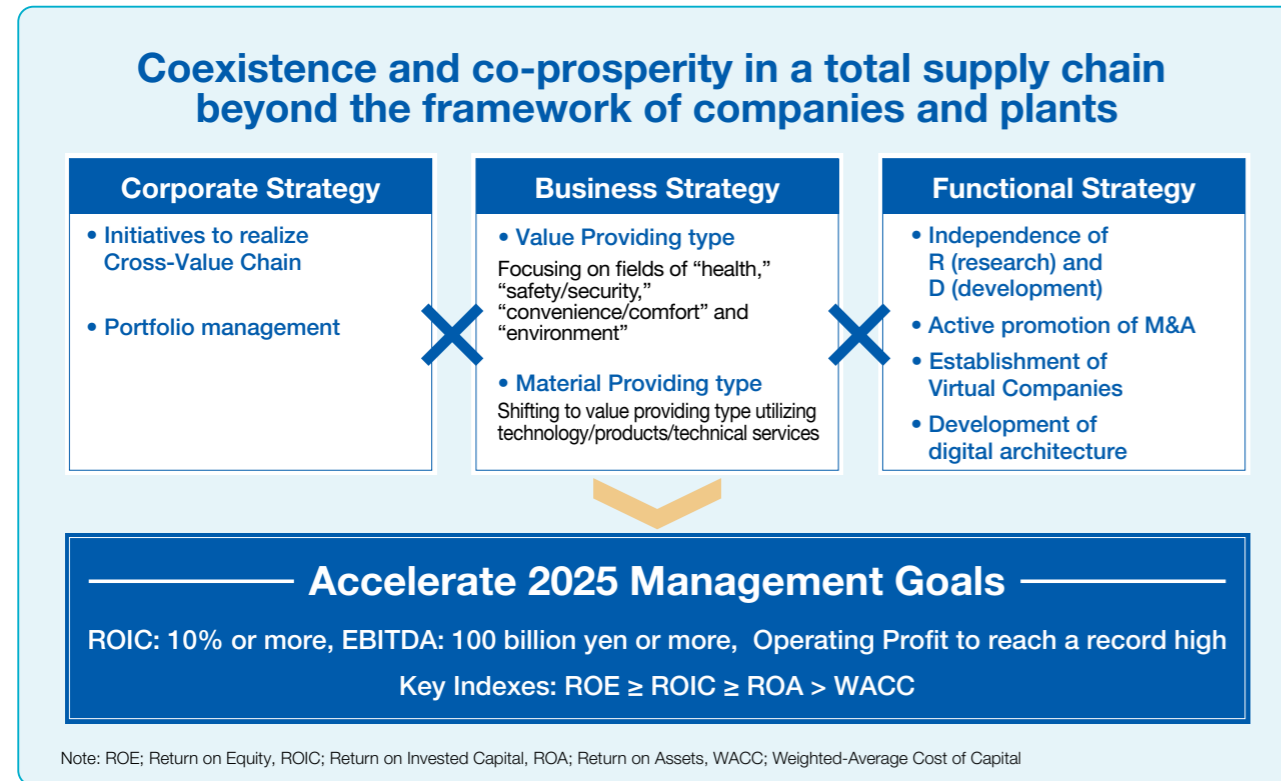 Coexistence and co-prosperity in a total supply chain
beyond the framework of companies and plants
Corporate Strategy
• Initiatives to realize
Cross-Value Chain
• Portfolio management
Business Strategy
• Value Providing type
Focusing on fields of “health,”
“safety/security,”
“convenience/comfort” and
“environment”
• Material Providing type
Shifting to value providing type utilizing
technology/products/technical services
Functional Strategy
• Independence of
R (research) and
D (development)
• Active promotion of M&A
• Establishment of
Virtual Companies
• Development of
digital architecture
Accelerate 2025 Management Goals
ROIC: 10% or more, EBITDA: 100 billion yen or more, Operating Profit to reach a record high
Key Indexes: ROE ≥ ROIC ≥ ROA > WACC
Note: ROE; Return on Equity, ROIC; Return on Invested Capital, ROA; Return on Assets, WACC; Weighted-Average Cost of Capital